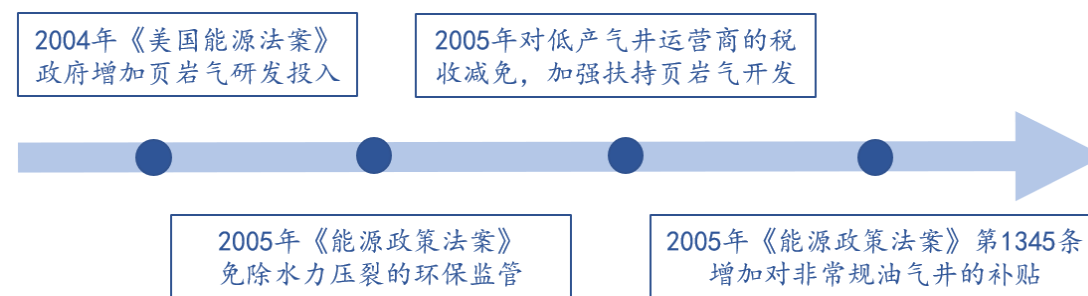 2004年《美国能源法案》
政府增加页岩气研发投入
2005年对低产气井运营商的税
收减免，加强扶持页岩气开发
2005年《能源政策法案》
免除水力压裂的环保监管
2005年《能源政策法案》第1345条
增加对非常规油气井的补贴